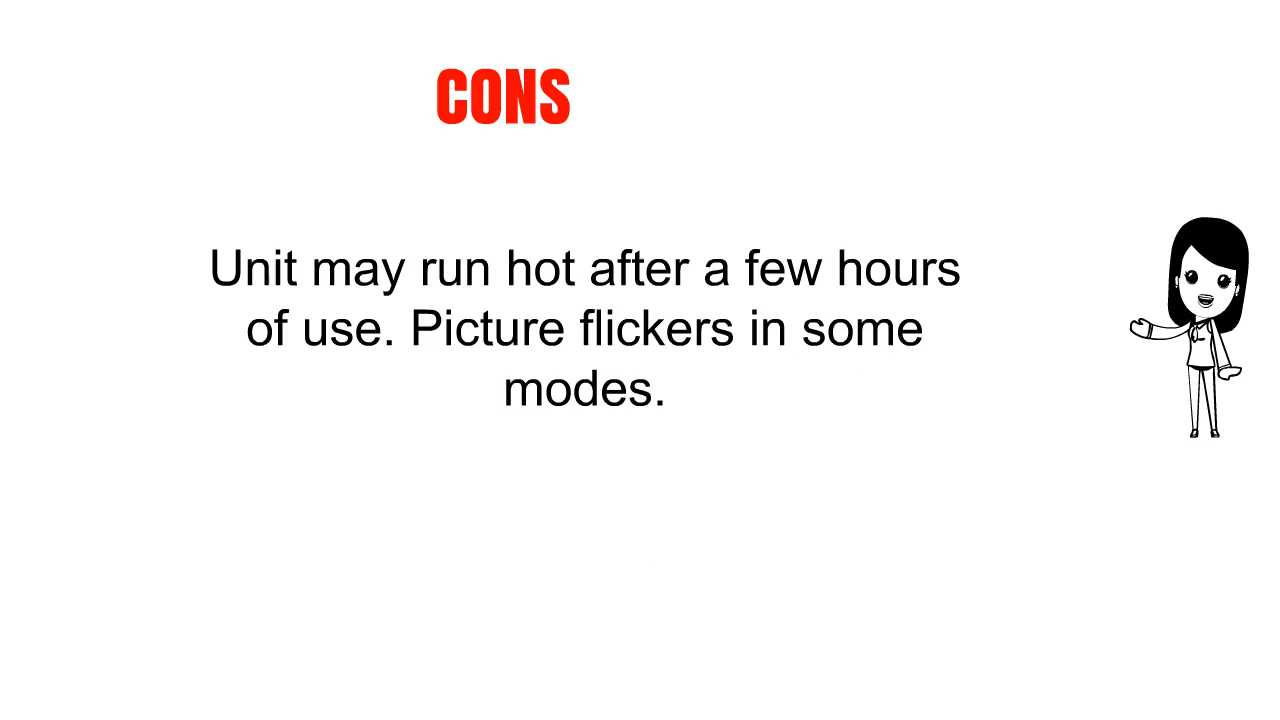 CONS
Unit may run hot after a few hours
of use. Picture flickers in some
modes.